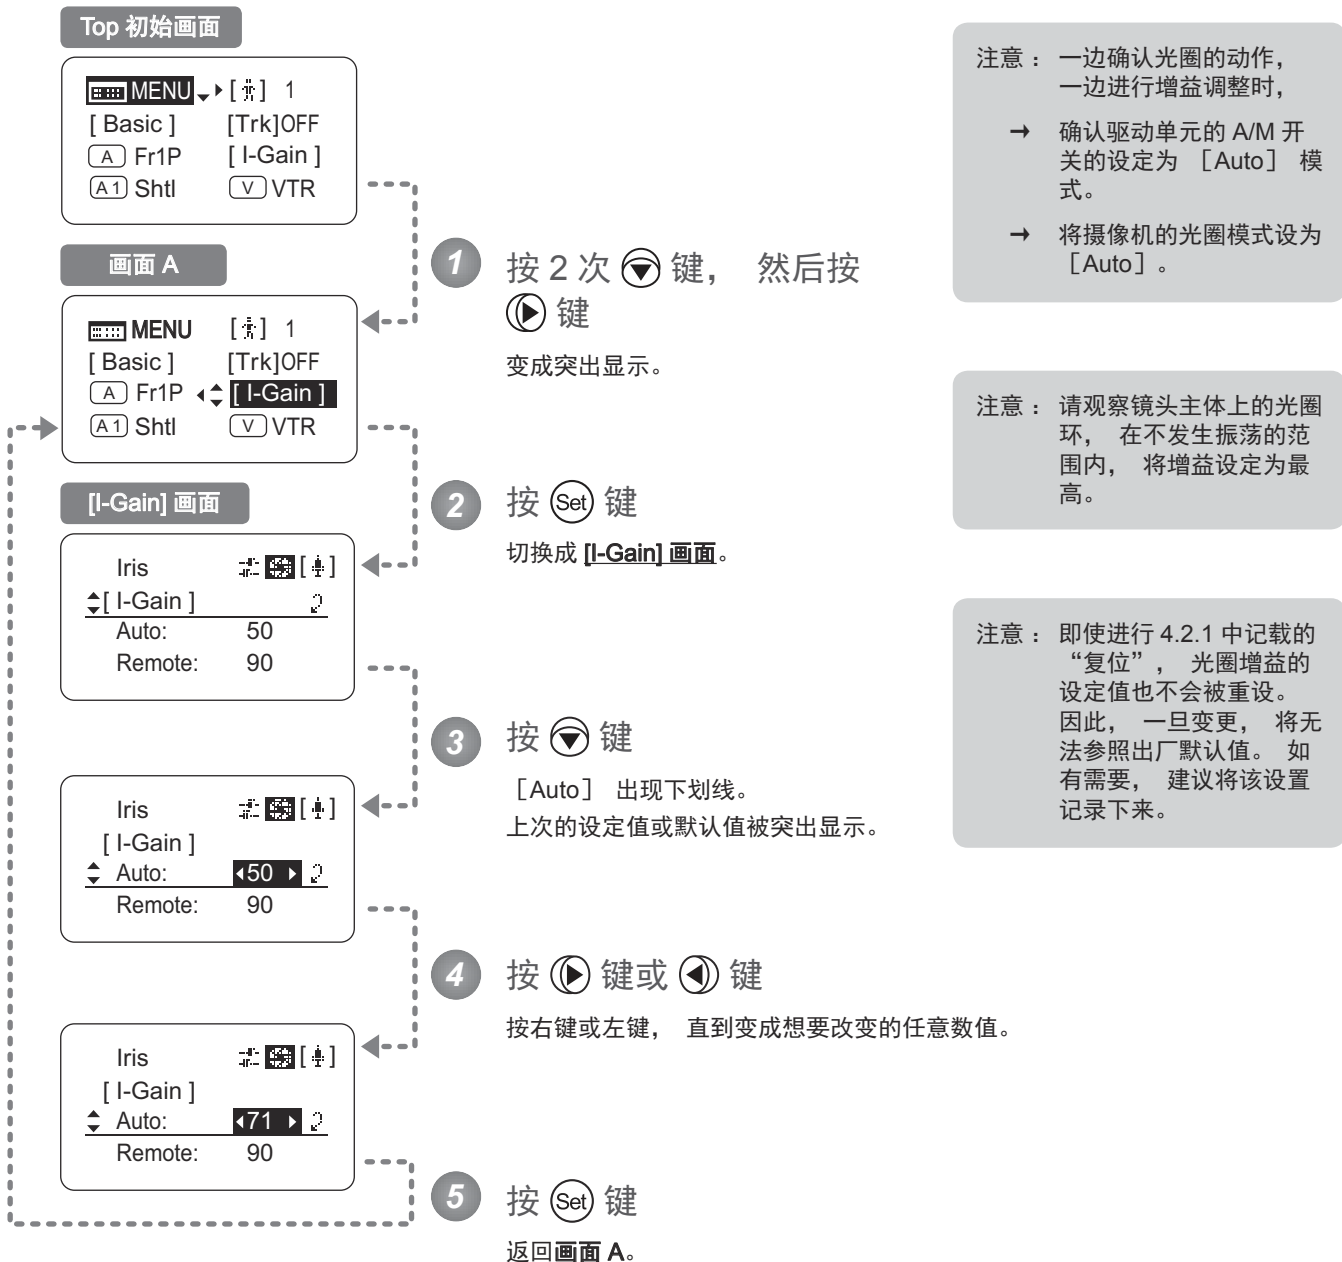 Top 初始画面
MENU [ ] 1
[ Basic ] [Trk]OFF
A Fr1P [ I-Gain ]
A1 Shtl V VTR
画面 A
MENU [ ] 1
[ Basic ] [Trk]OFF
A Fr1P [ I-Gain ]
A1 Shtl V VTR
[I-Gain] 画面
Iris [ ]
[ I-Gain ]
Auto: 50
Remote: 90
Iris [ ]
[ I-Gain ]
Auto: 50
Remote: 90
Iris [ ]
[ I-Gain ]
Auto: 71
Remote: 90
1 按 2 次 键， 然后按
键
变成突出显示。
2 按 Set 键
切换成 [I-Gain] 画面。
3 按 键
［Auto］ 出现下划线。
上次的设定值或默认值被突出显示。
4 按 键或 键
按右键或左键， 直到变成想要改变的任意数值。
5 按 Set 键
返回画面 A。
注意： 一边确认光圈的动作，
一边进行增益调整时，
→ 确认驱动单元的 A/M 开
关的设定为 ［Auto］ 模
式。
→ 将摄像机的光圈模式设为
［Auto］。
注意： 请观察镜头主体上的光圈
环， 在不发生振荡的范
围内， 将增益设定为最
高。
注意： 即使进行 4.2.1 中记载的
“复位”， 光圈增益的
设定值也不会被重设。
因此， 一旦变更， 将无
法参照出厂默认值。 如
有需要， 建议将该设置
记录下来。